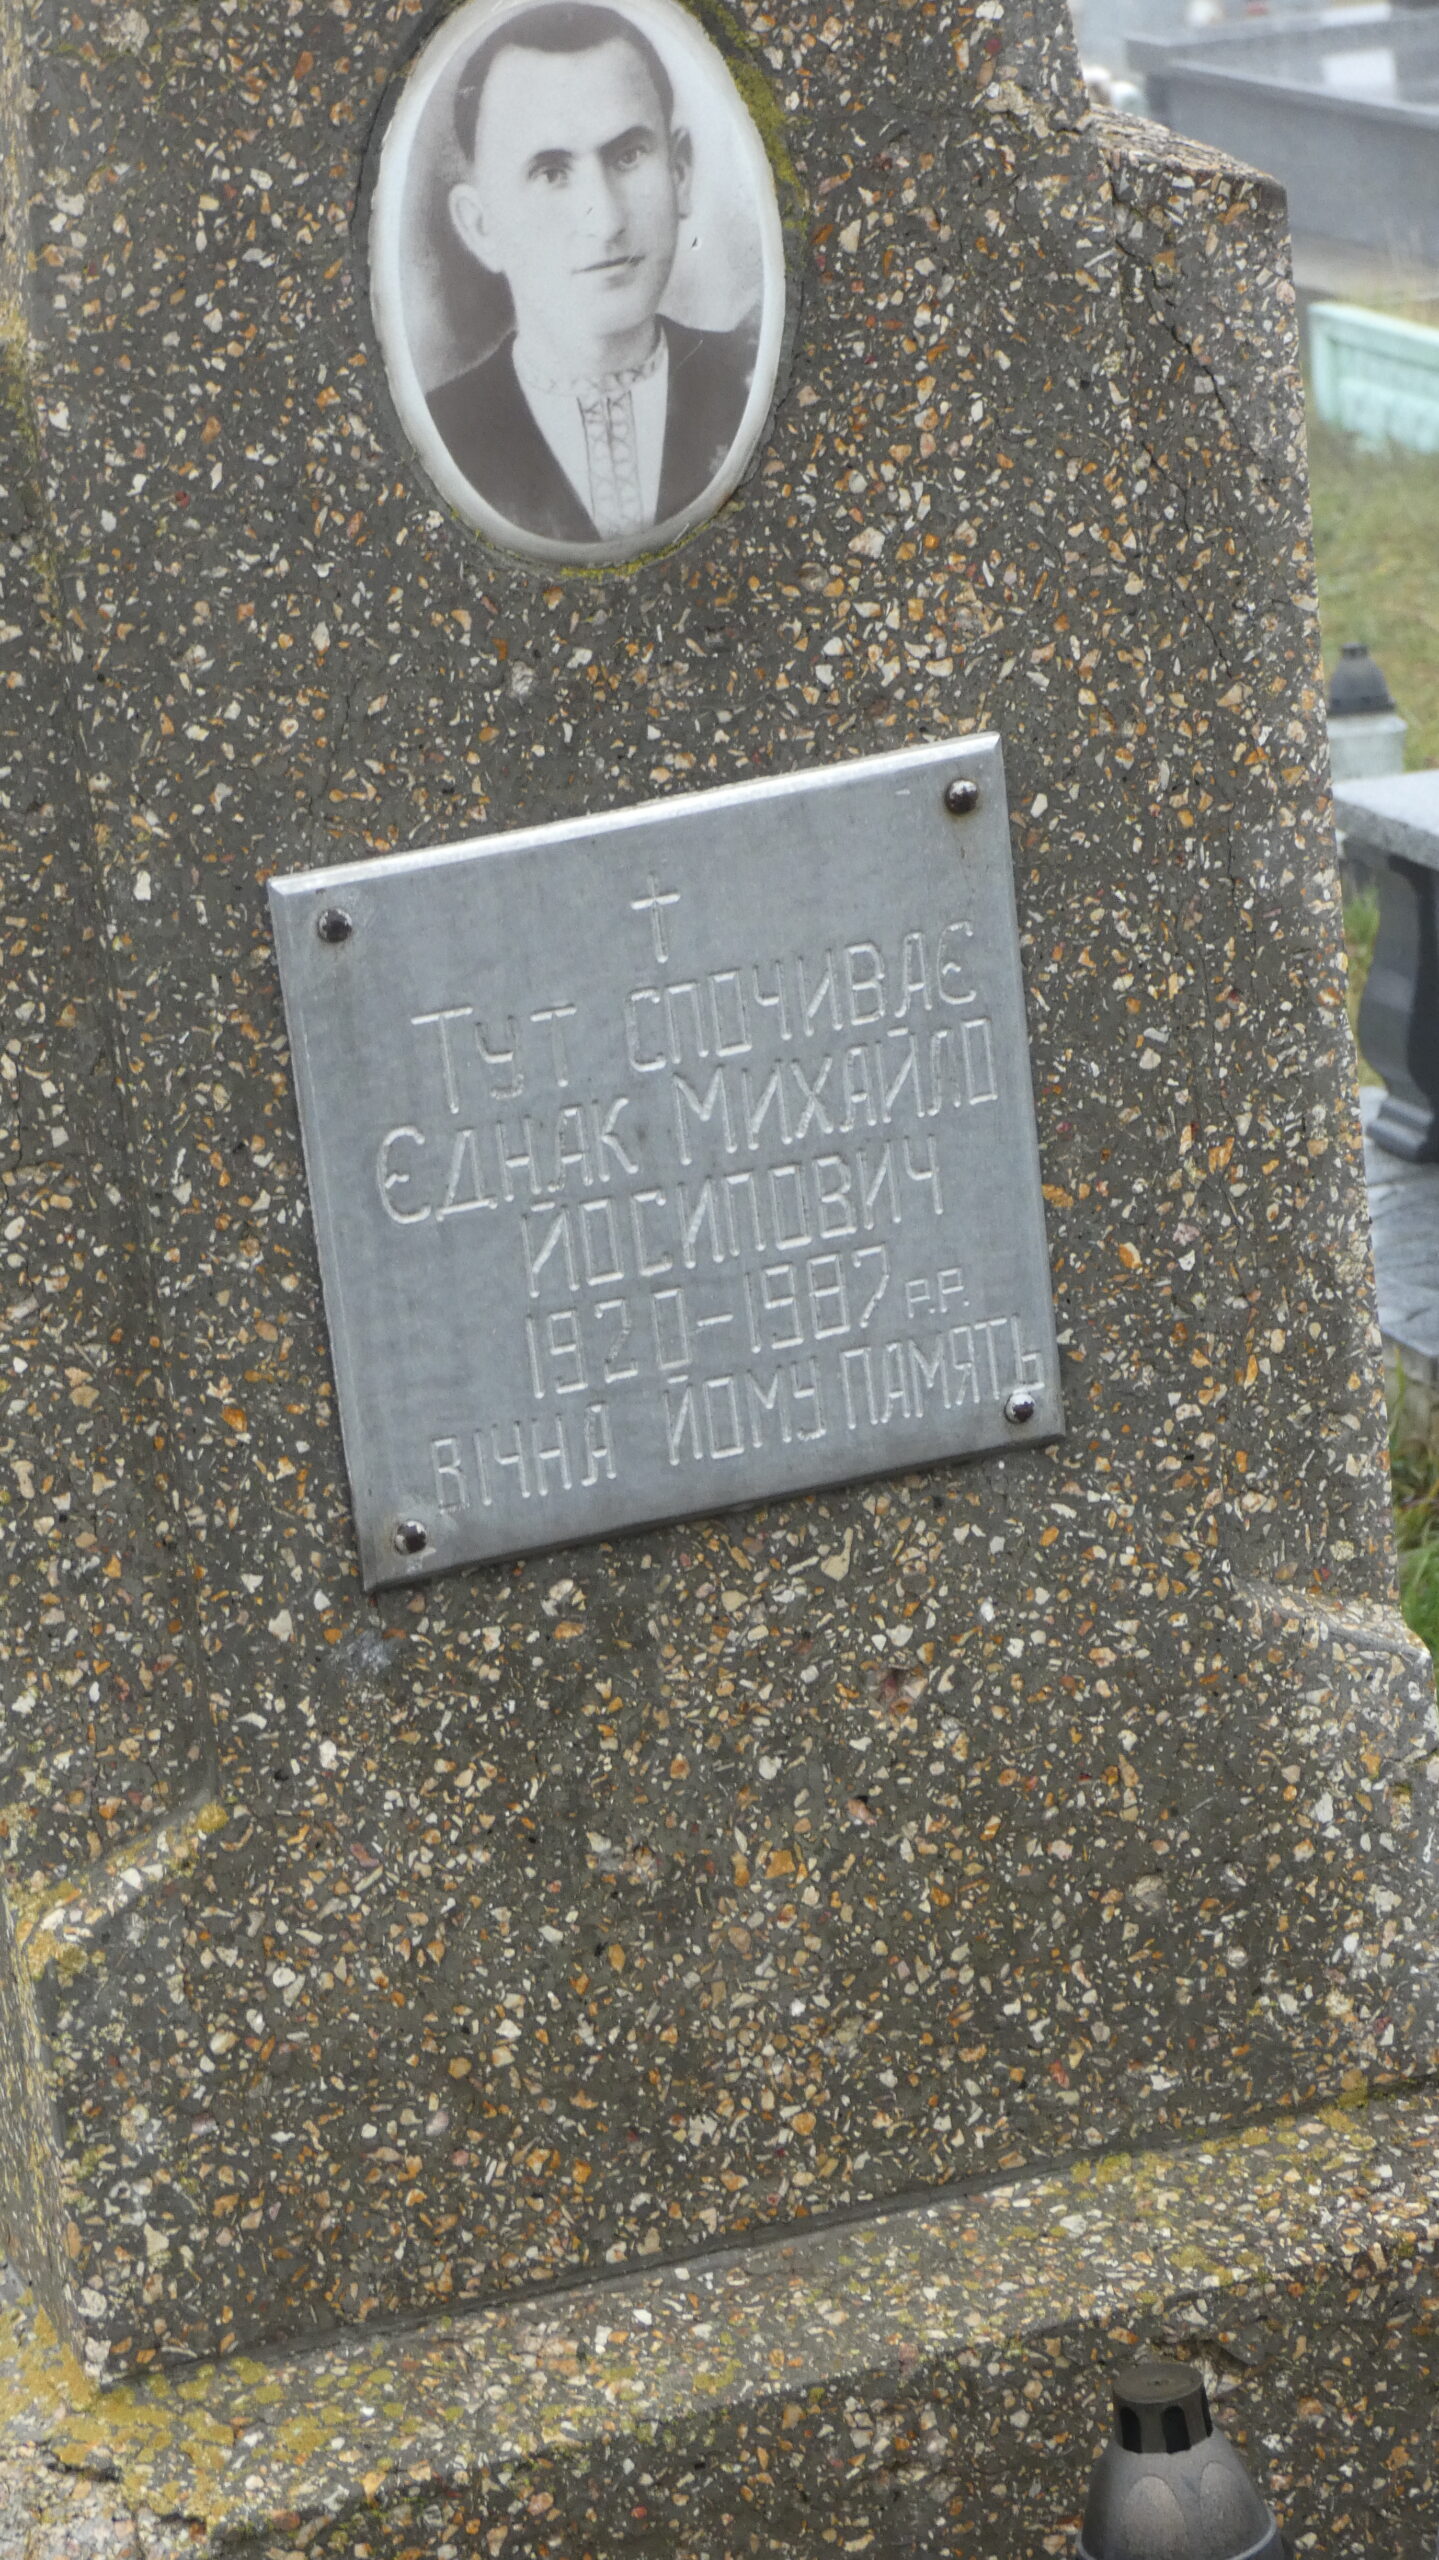 ТУТ СПОЧИВАЄ
ЄДНАК МИХАЙЛО
ЙОСИПОВИЧ
1920-1987 р.р.
ВІЧНА ЙОМУ ПАМЯТЬ